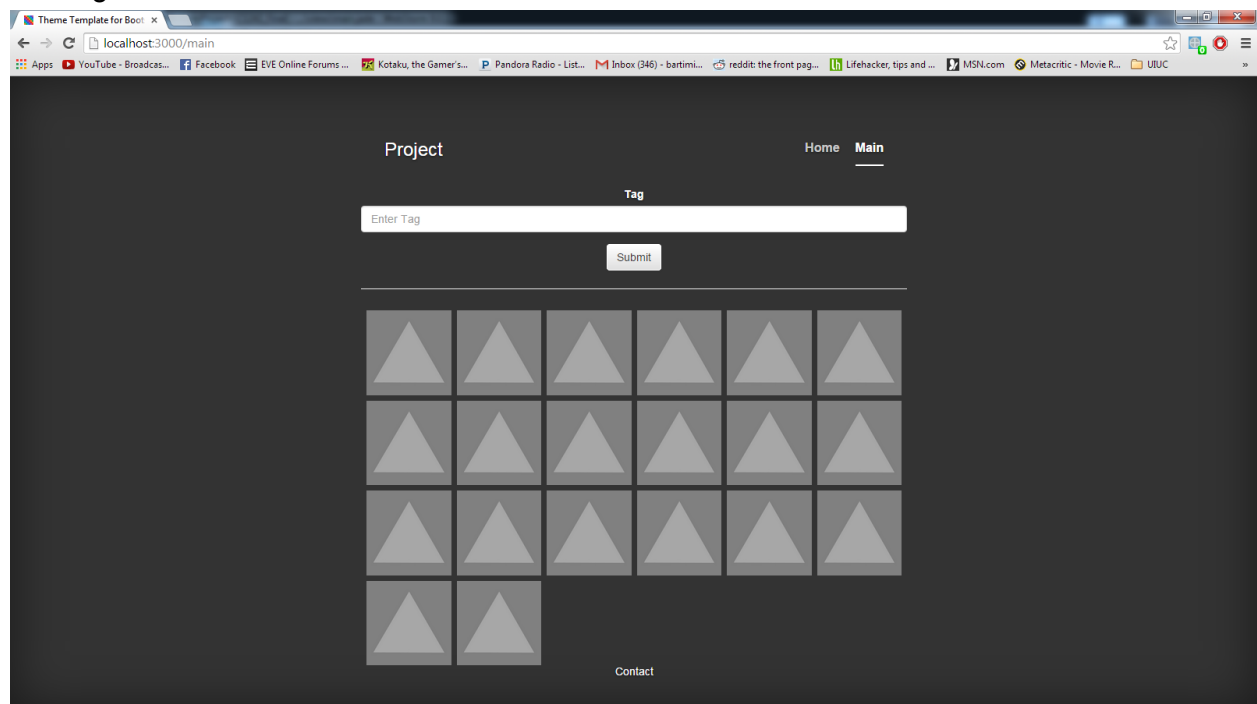 Theme Template for Boot
localhost:3000/main
Apps YouTube - Broadcas... Facebook EVE Online Forums ... Kotaku, the Gamer's... Pandora Radio - List... Inbox (346) - bartimi... reddit: the front pag... Lifehacker, tips and ... MSN.com Metacritic - Movie R... UIUC »
Project Home Main
Tag
Enter Tag
Submit
Contact